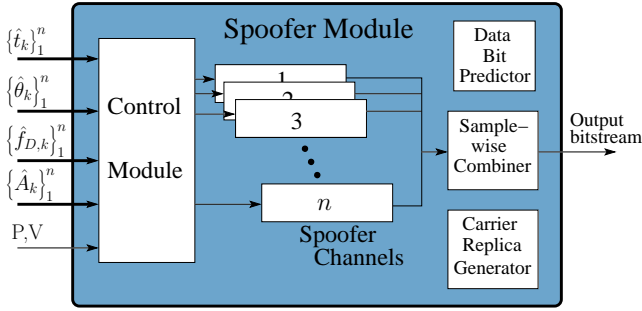 Spoofer Module
{t̂_k}_1^n
{θ̂_k}_1^n
{f̂_{D,k}}_1^n
{Â_k}_1^n
P,V
Control
Module
1
2
3
n
Spoofer
Channels
Data
Bit
Predictor
Sample–
wise
Combiner
Carrier
Replica
Generator
Output
bitstream